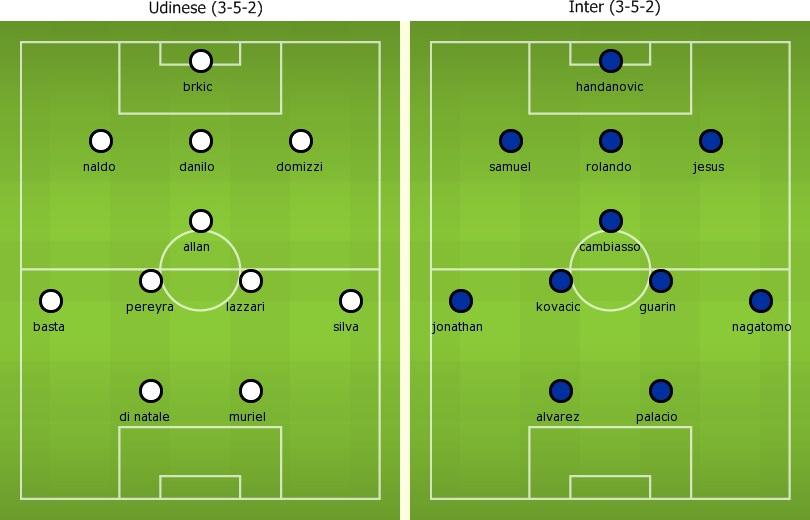 Udinese (3-5-2)
brkic
naldo danilo domizzi
allan
pereyra lazzari
basta silva
di natale muriel
Inter (3-5-2)
handanovic
samuel rolando jesus
cambiasso
kovacic guarin
jonathan nagatomo
alvarez palacio